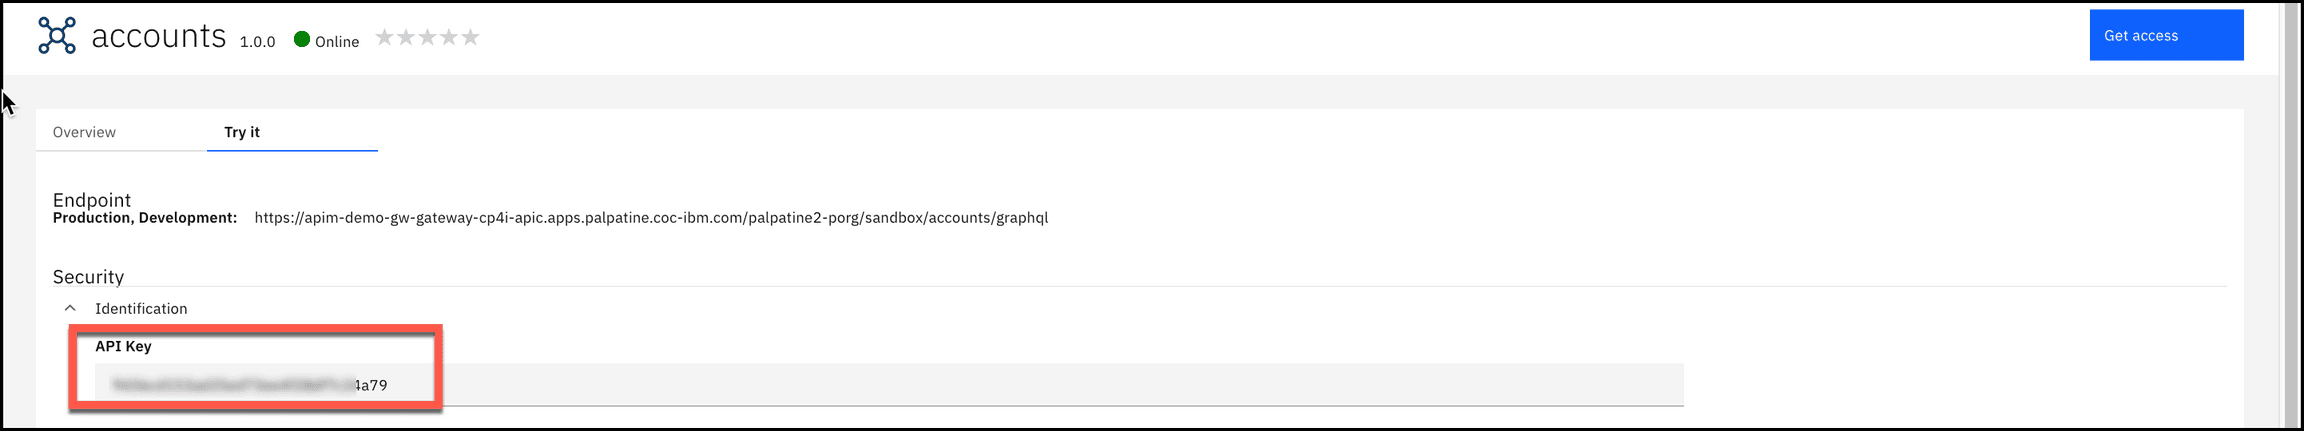 accounts 1.0.0 Online
Get access
Overview Try it
Endpoint
Production, Development: https://apim-demo-gw-gateway-cp4i-apic.apps.palpatine.coc-ibm.com/palpatine2-porg/sandbox/accounts/graphql
Security
Identification
API Key
4a79